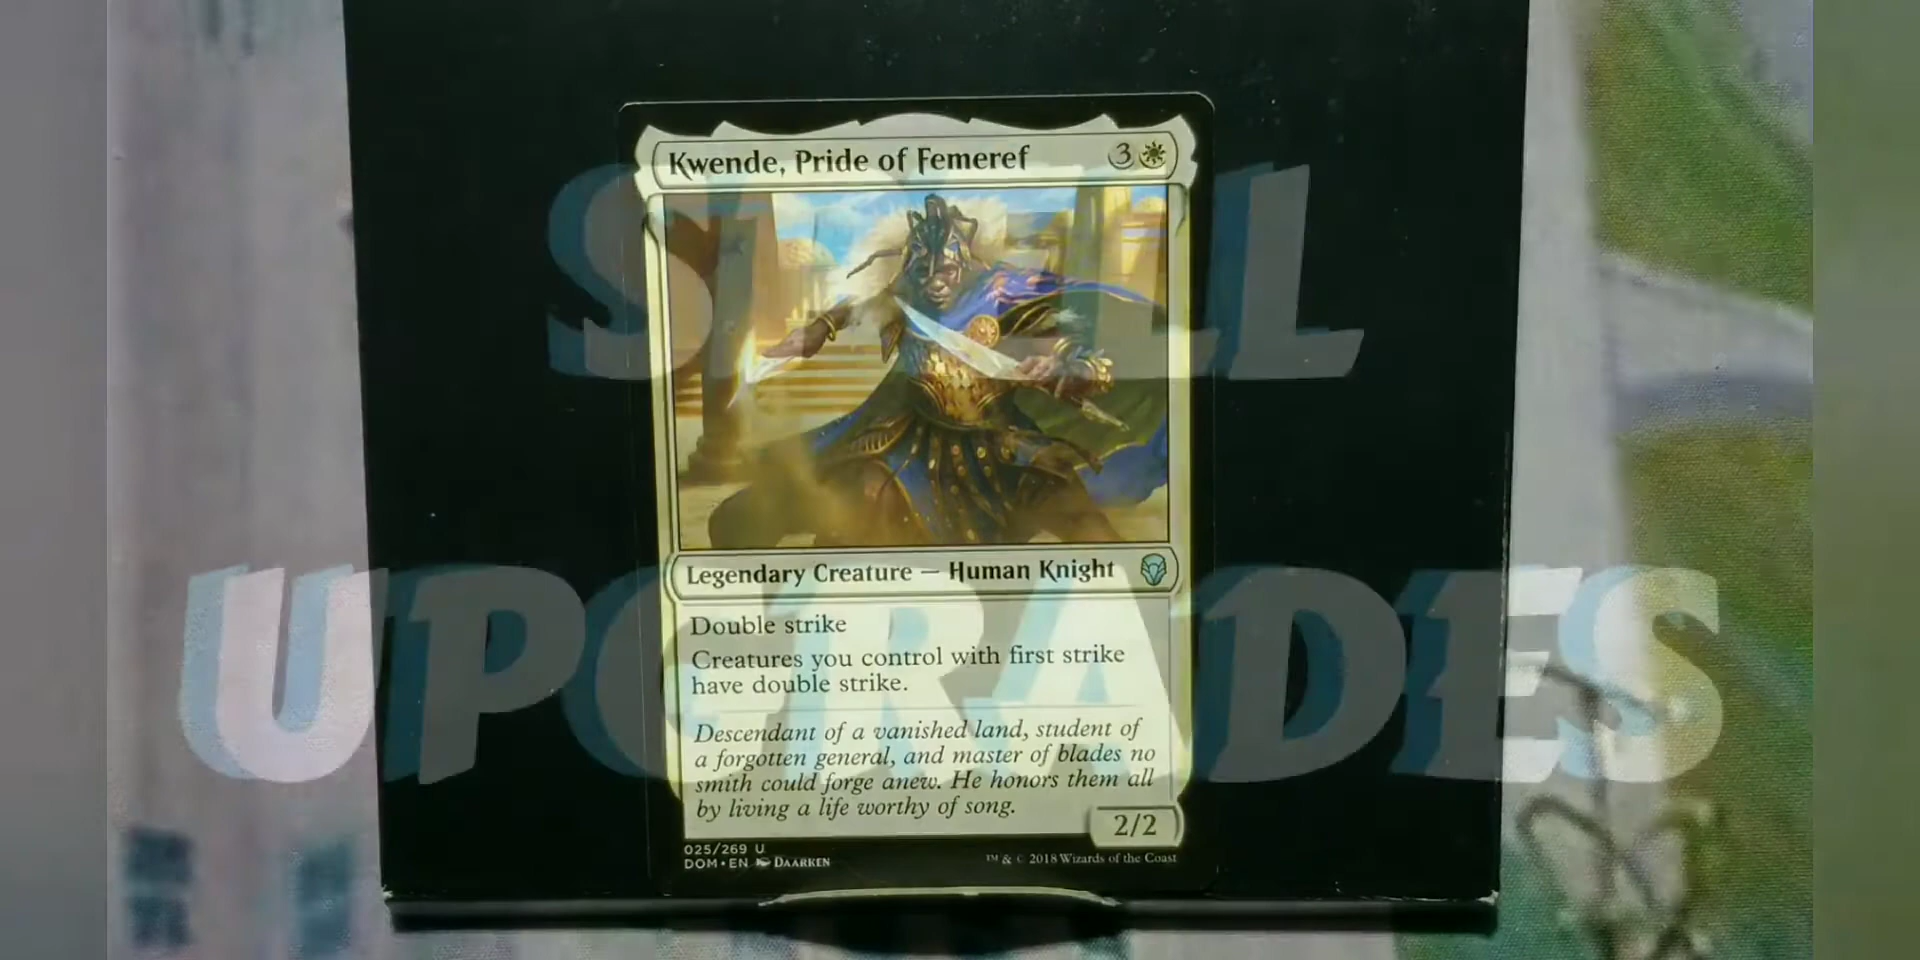 Kwende, Pride of Femeref 3
UPGRADES
Legendary Creature — Human Knight
Double strike
Creatures you control with first strike
have double strike.
Descendant of a vanished land, student of
a forgotten general, and master of blades no
smith could forge anew. He honors them all
by living a life worthy of song.
2/2
025/269 U
DOM • EN DAARKEN
™ & © 2018 Wizards of the Coast